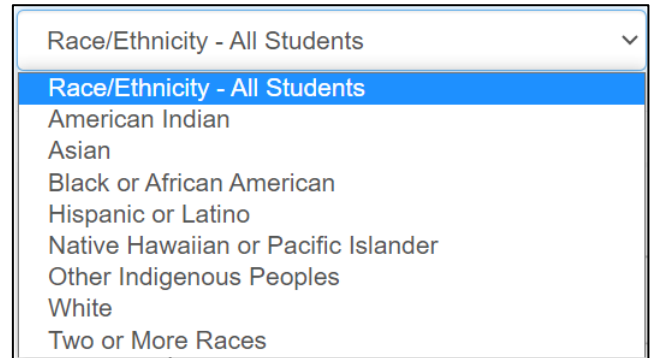 Race/Ethnicity - All Students
Race/Ethnicity - All Students
American Indian
Asian
Black or African American
Hispanic or Latino
Native Hawaiian or Pacific Islander
Other Indigenous Peoples
White
Two or More Races